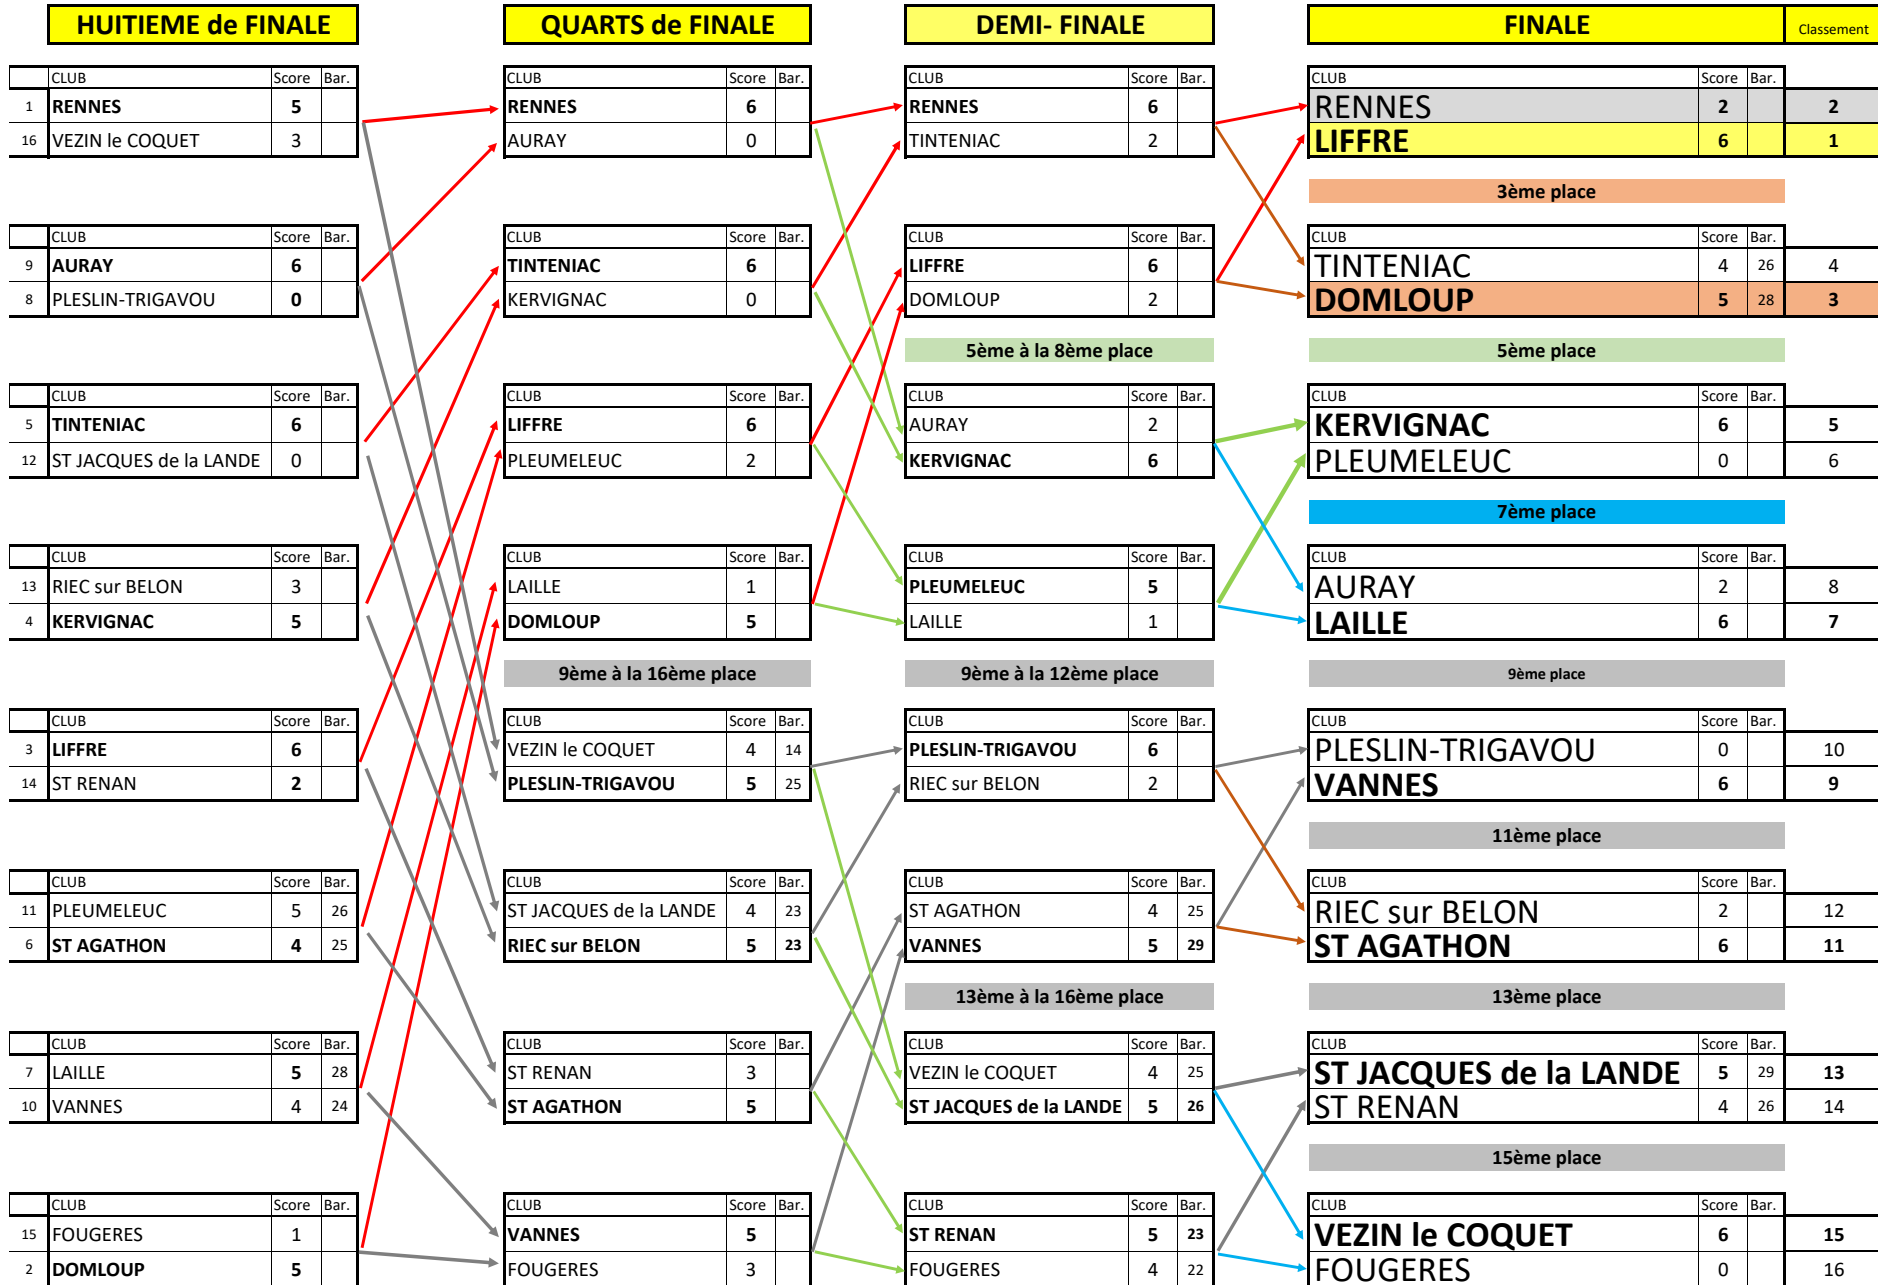 HUITIEME de FINALE QUARTS de FINALE DEMI- FINALE FINALE Classement
CLUB Score Bar. CLUB Score Bar. CLUB Score Bar. CLUB Score Bar.
1 RENNES 5 RENNES 6 RENNES 6 RENNES 2 2
16 VEZIN le COQUET 3 AURAY 0 TINTENIAC 2 LIFFRE 6 1
3ème place
CLUB Score Bar. CLUB Score Bar. CLUB Score Bar. CLUB Score Bar.
9 AURAY 6 TINTENIAC 6 LIFFRE 6 TINTENIAC 4 26 4
8 PLESLIN-TRIGAVOU 0 KERVIGNAC 0 DOMLOUP 2 DOMLOUP 5 28 3
5ème à la 8ème place 5ème place
CLUB Score Bar. CLUB Score Bar. CLUB Score Bar. CLUB Score Bar.
5 TINTENIAC 6 LIFFRE 6 AURAY 2 KERVIGNAC 6 5
12 ST JACQUES de la LANDE 0 PLEUMELEUC 2 KERVIGNAC 6 PLEUMELEUC 0 6
7ème place
CLUB Score Bar. CLUB Score Bar. CLUB Score Bar. CLUB Score Bar.
13 RIEC sur BELON 3 LAILLE 1 PLEUMELEUC 5 AURAY 2 8
4 KERVIGNAC 5 DOMLOUP 5 LAILLE 1 LAILLE 6 7
9ème à la 16ème place 9ème à la 12ème place 9ème place
CLUB Score Bar. CLUB Score Bar. CLUB Score Bar. CLUB Score Bar.
3 LIFFRE 6 VEZIN le COQUET 4 14 PLESLIN-TRIGAVOU 6 PLESLIN-TRIGAVOU 0 10
14 ST RENAN 2 PLESLIN-TRIGAVOU 5 25 RIEC sur BELON 2 VANNES 6 9
11ème place
CLUB Score Bar. CLUB Score Bar. CLUB Score Bar. CLUB Score Bar.
11 PLEUMELEUC 5 26 ST JACQUES de la LANDE 4 23 ST AGATHON 4 25 RIEC sur BELON 2 12
6 ST AGATHON 4 25 RIEC sur BELON 5 23 VANNES 5 29 ST AGATHON 6 11
13ème à la 16ème place 13ème place
CLUB Score Bar. CLUB Score Bar. CLUB Score Bar. CLUB Score Bar.
7 LAILLE 5 28 ST RENAN 3 VEZIN le COQUET 4 25 ST JACQUES de la LANDE 5 29 13
10 VANNES 4 24 ST AGATHON 5 ST JACQUES de la LANDE 5 26 ST RENAN 4 26 14
15ème place
CLUB Score Bar. CLUB Score Bar. CLUB Score Bar. CLUB Score Bar.
15 FOUGERES 1 VANNES 5 ST RENAN 5 23 VEZIN le COQUET 6 15
2 DOMLOUP 5 FOUGERES 3 FOUGERES 4 22 FOUGERES 0 16